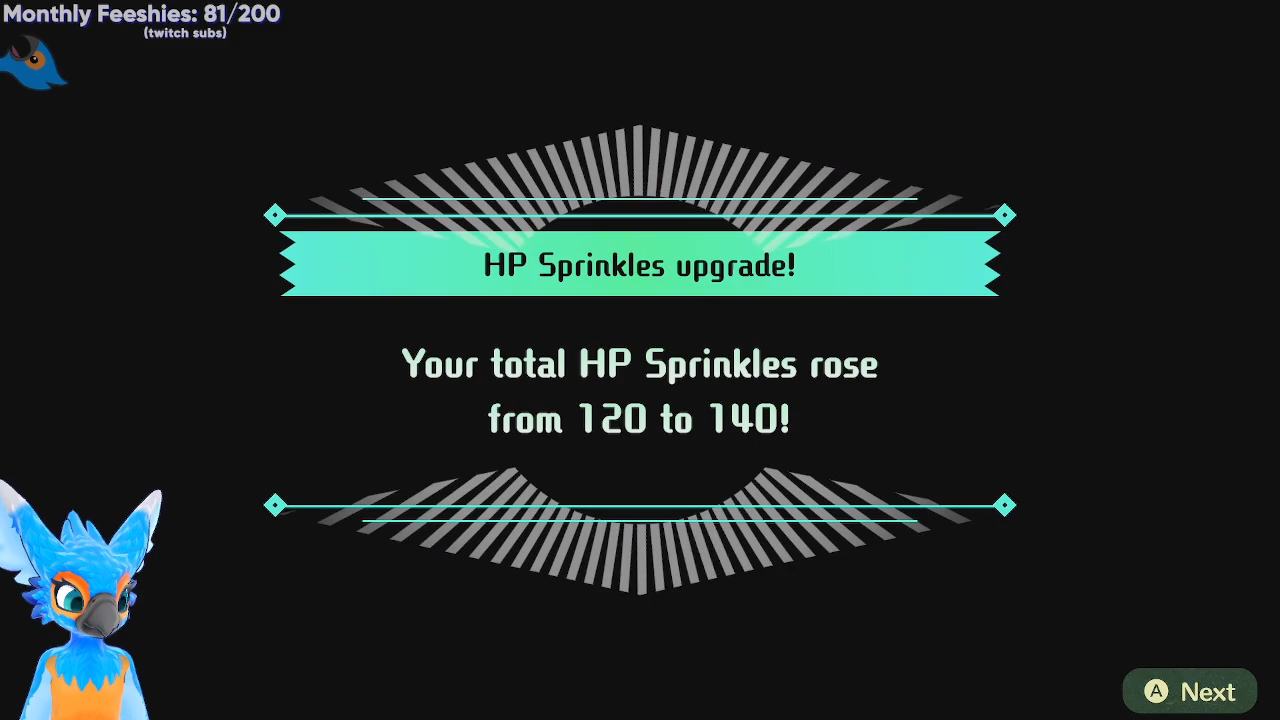 Monthly Feeshies: 81/200
(twitch subs)
HP Sprinkles upgrade!
Your total HP Sprinkles rose
from 120 to 140!
A Next